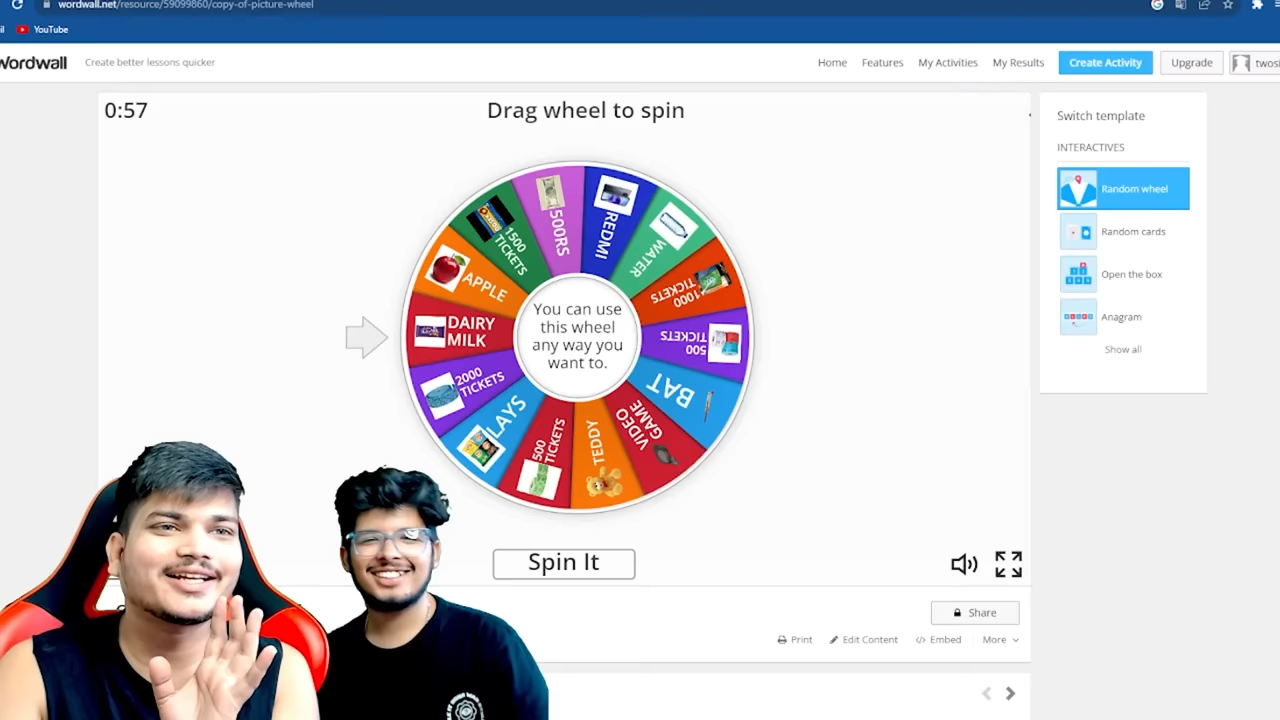 wordwall.net/resource/59099860/copy-of-picture-wheel
YouTube
Wordwall
Create better lessons quicker
Home
Features
My Activities
My Results
Create Activity
Upgrade
0:57
Drag wheel to spin
Switch template
INTERACTIVES
Random wheel
Random cards
Open the box
Anagram
Show all
500RS
REDMI
WATER
1000
TICKETS
500
TICKETS
BAT
VIDEO
GAME
TEDDY
500
TICKETS
LAYS
2000
TICKETS
DAIRY
MILK
APPLE
1500
TICKETS
You can use
this wheel
any way you
want to.
Spin It
Share
Print
Edit Content
Embed
More